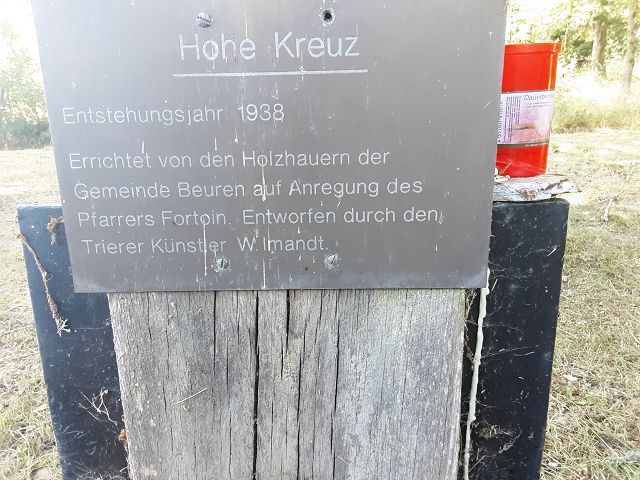 Hohe Kreuz
Entstehungsjahr 1938
Errichtet von den Holzhauern der
Gemeinde Beuren auf Anregung des
Pfarrers Fortoin. Entworfen durch den
Trierer Künstler W. Imandt.